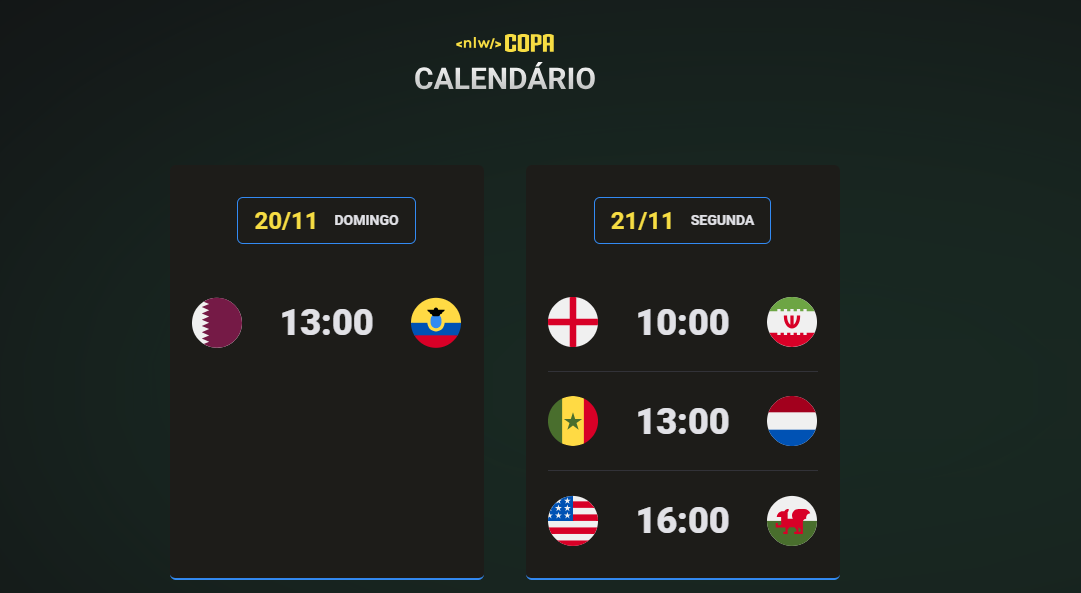 <nlw/> COPA
CALENDÁRIO
20/11 DOMINGO
13:00
21/11 SEGUNDA
10:00
13:00
16:00